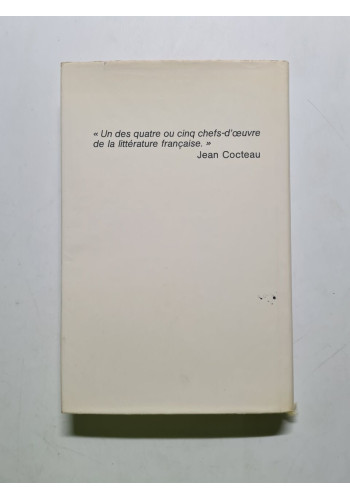 « Un des quatre ou cinq chefs-d'œuvre
de la littérature française. »
Jean Cocteau